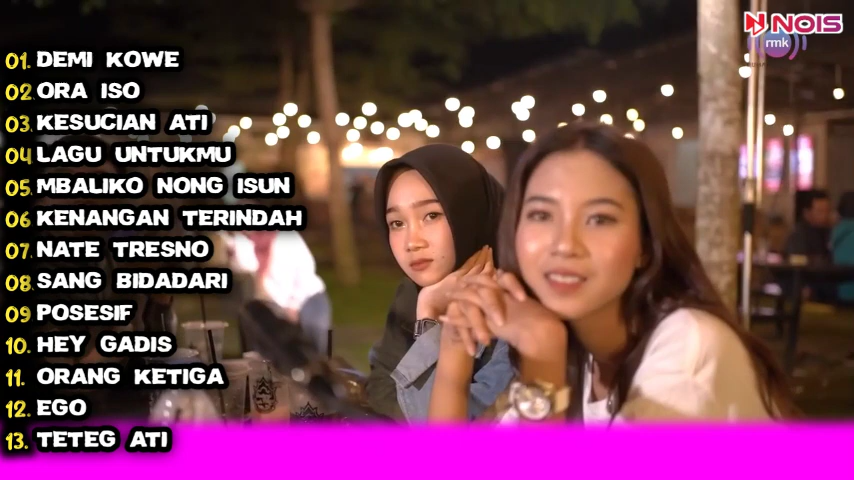 NOIS
rmk
01. DEMI KOWE
02. ORA ISO
03. KESUCIAN ATI
04. LAGU UNTUKMU
05. MBALIKO NONG ISUN
06. KENANGAN TERINDAH
07. NATE TRESNO
08. SANG BIDADARI
09. POSESIF
10. HEY GADIS
11. ORANG KETIGA
12. EGO
13. TETEG ATI